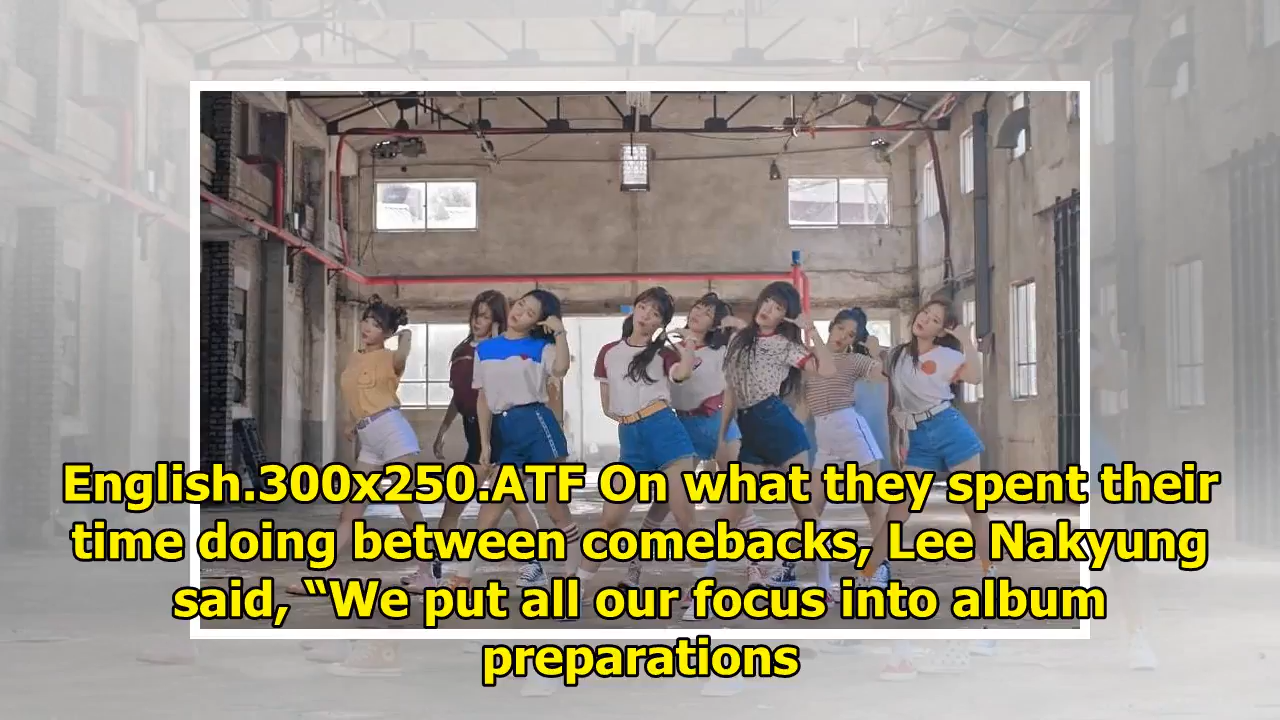 English.300x250.ATF On what they spent their
time doing between comebacks, Lee Nakyung
said, “We put all our focus into album
preparations